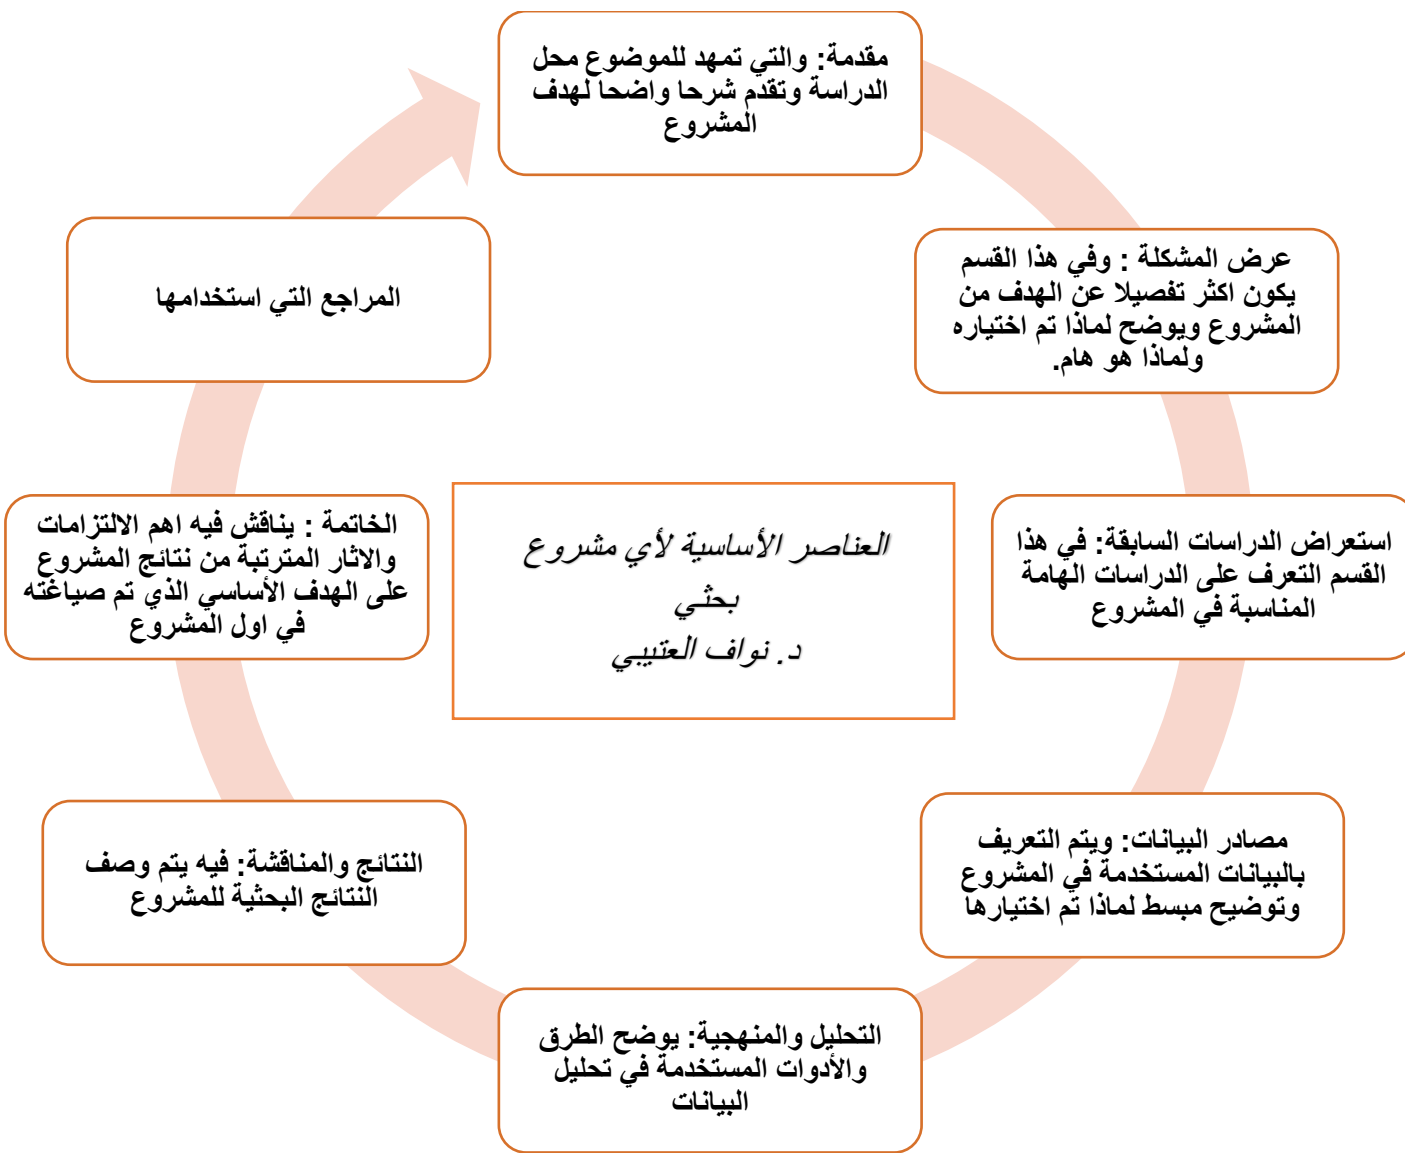 مقدمة: والتي تمهد للموضوع محل
الدراسة وتقدم شرحا واضحا لهدف
المشروع
عرض المشكلة : وفي هذا القسم
يكون اكثر تفصيلا عن الهدف من
المشروع ويوضح لماذا تم اختياره
ولماذا هو هام.
استعراض الدراسات السابقة: في هذا
القسم التعرف على الدراسات الهامة
المناسبة في المشروع
مصادر البيانات: ويتم التعريف
بالبيانات المستخدمة في المشروع
وتوضيح مبسط لماذا تم اختيارها
التحليل والمنهجية: يوضح الطرق
والأدوات المستخدمة في تحليل
البيانات
النتائج والمناقشة: فيه يتم وصف
النتائج البحثية للمشروع
الخاتمة : يناقش فيه اهم الالتزامات
والاثار المترتبة من نتائج المشروع
على الهدف الأساسي الذي تم صياغته
في اول المشروع
المراجع التي استخدامها
العناصر الأساسية لأي مشروع
بحثي
د. نواف العتيبي